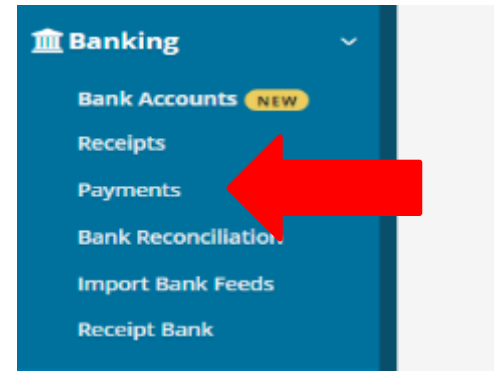 Banking
Bank Accounts NEW
Receipts
Payments
Bank Reconciliation
Import Bank Feeds
Receipt Bank